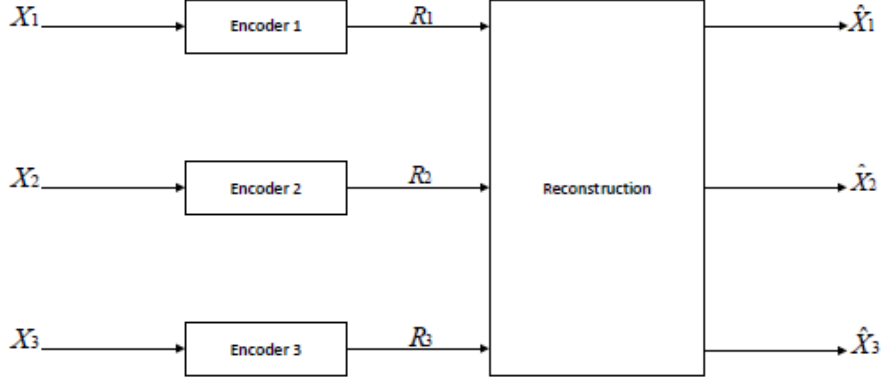 X1 Encoder 1 R1 X̂1
X2 Encoder 2 R2 Reconstruction X̂2
X3 Encoder 3 R3 X̂3